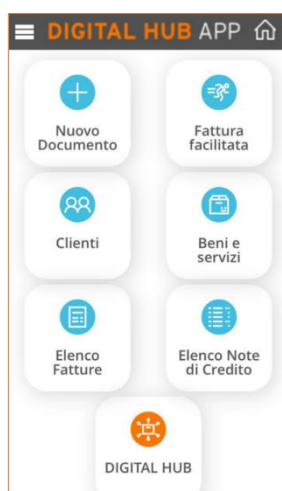 DIGITAL HUB APP
Nuovo
Documento
Fattura
facilitata
Clienti
Beni e
servizi
Elenco
Fatture
Elenco Note
di Credito
DIGITAL HUB